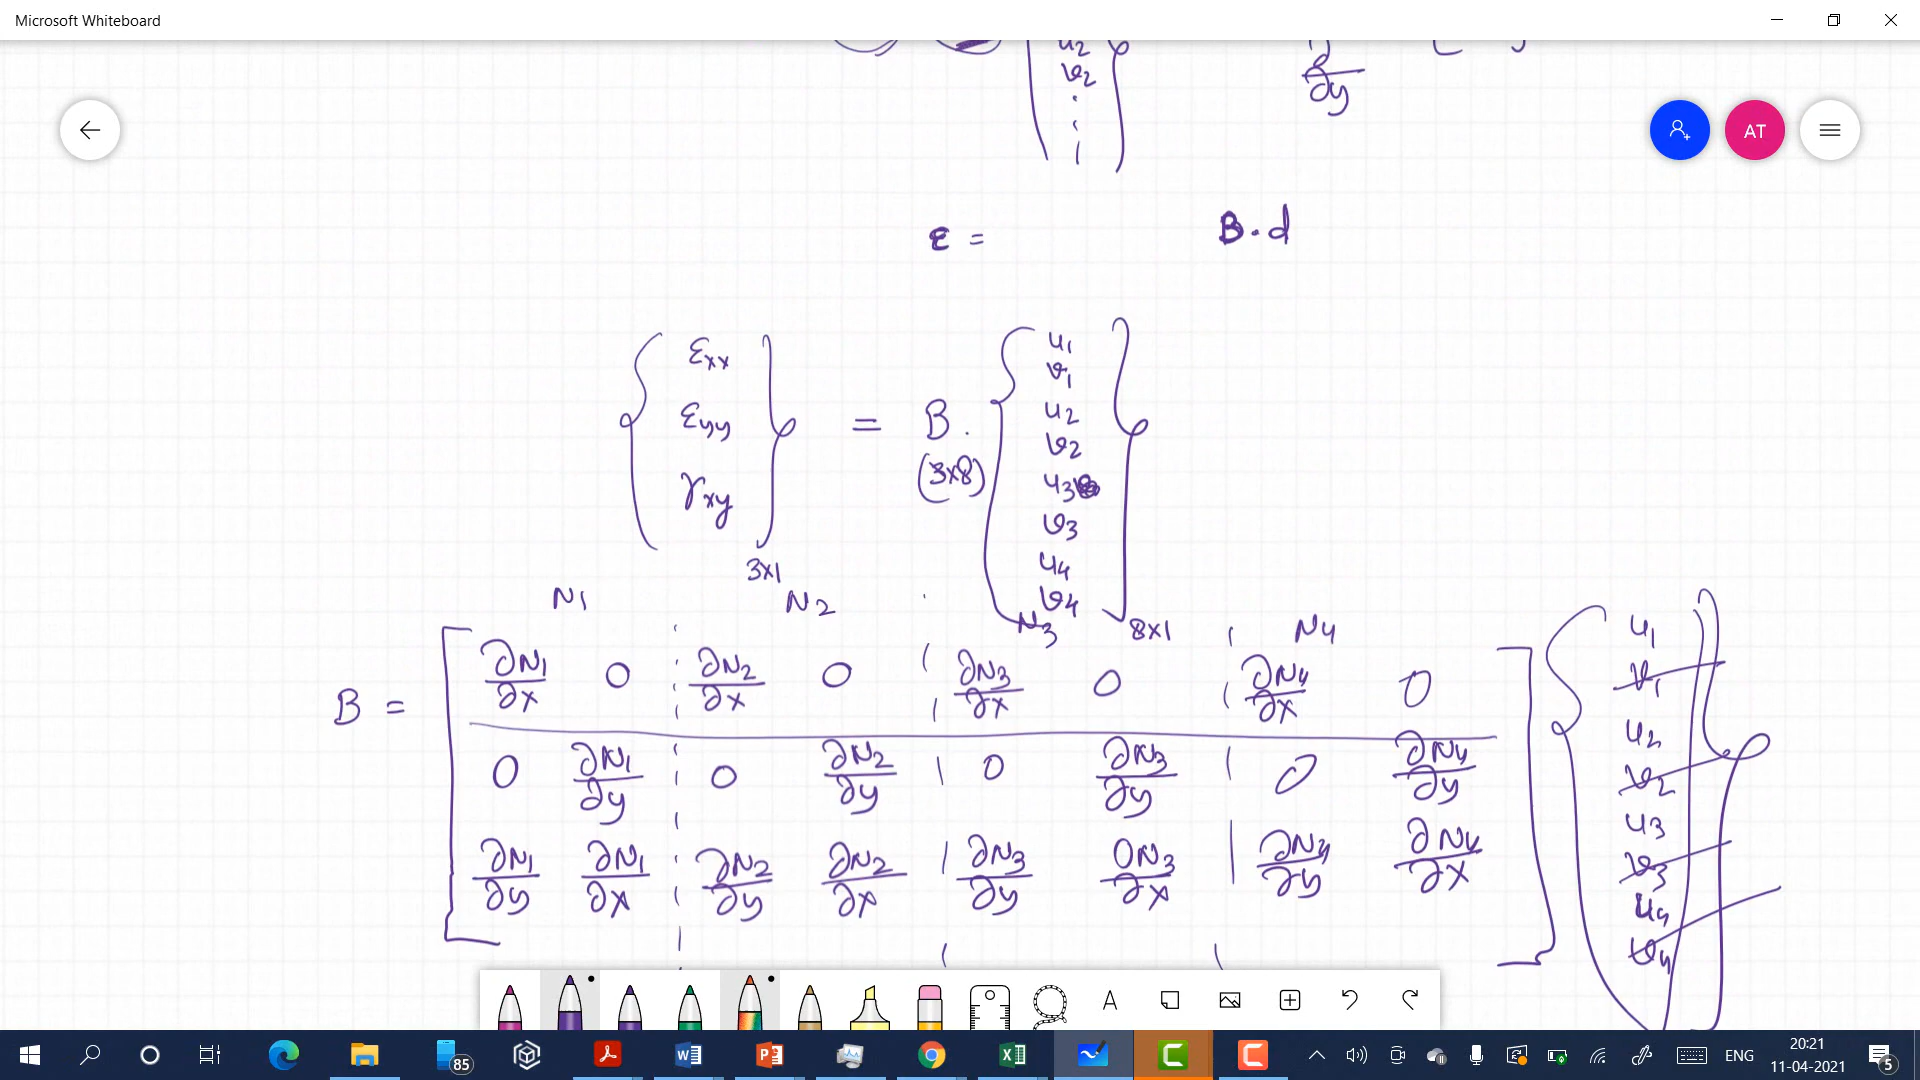 Microsoft Whiteboard
u2
v2
∂
∂y
AT
ε = B·d
{ εxx εyy γxy } 3x1 = B. (3x8) { u1 v1 u2 v2 u3 v3 u4 v4 } 8x1
N1 N2 N3 N4
B = [ ∂N1/∂x 0 ∂N2/∂x 0 ∂N3/∂x 0 ∂N4/∂x 0
0 ∂N1/∂y 0 ∂N2/∂y 0 ∂N3/∂y 0 ∂N4/∂y
∂N1/∂y ∂N1/∂x ∂N2/∂y ∂N2/∂x ∂N3/∂y ∂N3/∂x ∂N4/∂y ∂N4/∂x ]
{ u1
v1
u2
v2
u3
v3
u4
v4 }
85
ENG
20:21
11-04-2021
5